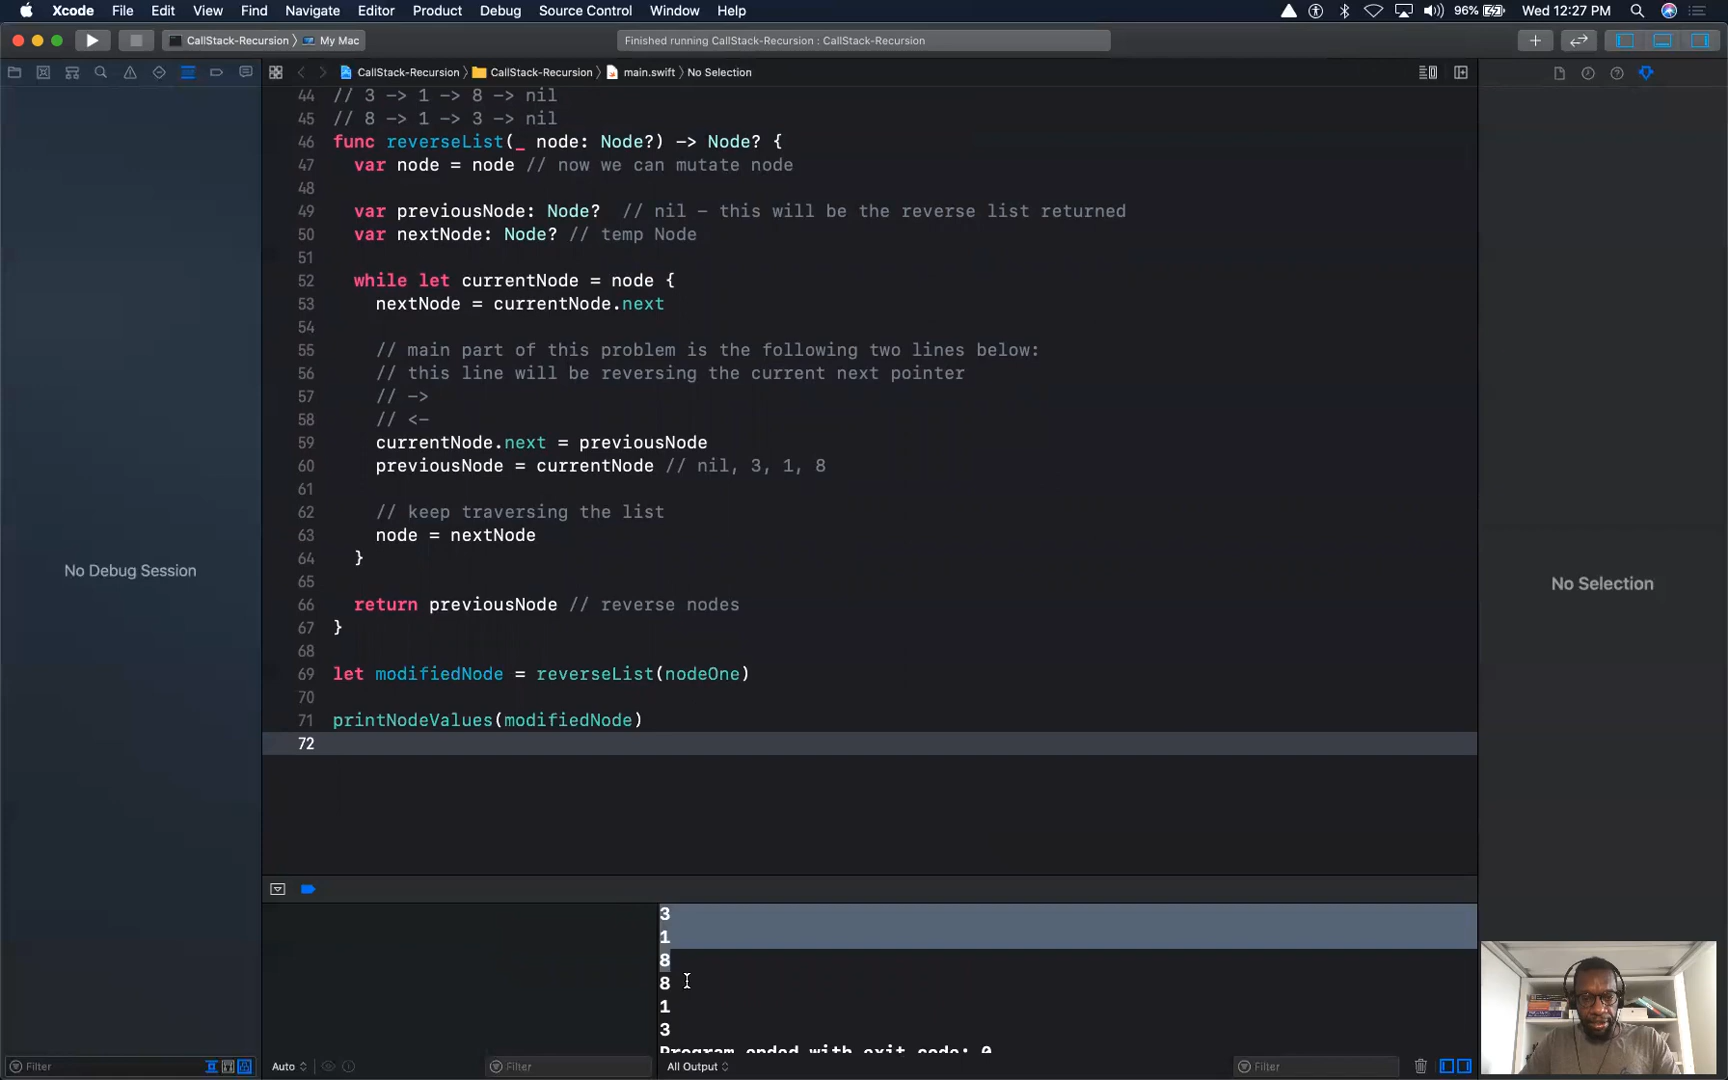 Xcode File Edit View Find Navigate Editor Product Debug Source Control Window Help 96% Wed 12:27 PM
CallStack-Recursion My Mac Finished running CallStack-Recursion : CallStack-Recursion
CallStack-Recursion CallStack-Recursion main.swift No Selection
44 // 3 -> 1 -> 8 -> nil
45 // 8 -> 1 -> 3 -> nil
46 func reverseList(_ node: Node?) -> Node? {
47 var node = node // now we can mutate node
48
49 var previousNode: Node? // nil - this will be the reverse list returned
50 var nextNode: Node? // temp Node
51
52 while let currentNode = node {
53 nextNode = currentNode.next
54
55 // main part of this problem is the following two lines below:
56 // this line will be reversing the current next pointer
57 // ->
58 // <-
59 currentNode.next = previousNode
60 previousNode = currentNode // nil, 3, 1, 8
61
62 // keep traversing the list
63 node = nextNode
64 }
65
66 return previousNode // reverse nodes
67 }
68
69 let modifiedNode = reverseList(nodeOne)
70
71 printNodeValues(modifiedNode)
72
No Debug Session
No Selection
3
1
8
8
1
3
Program ended with exit code: 0
Filter Auto Filter All Output Filter